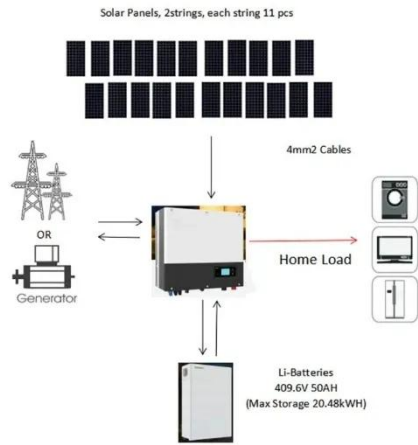 Solar Panels, 2strings, each string 11 pcs
4mm2 Cables
OR
Generator
Home Load
Li-Batteries
409.6V 50AH
(Max Storage 20.48kWH)